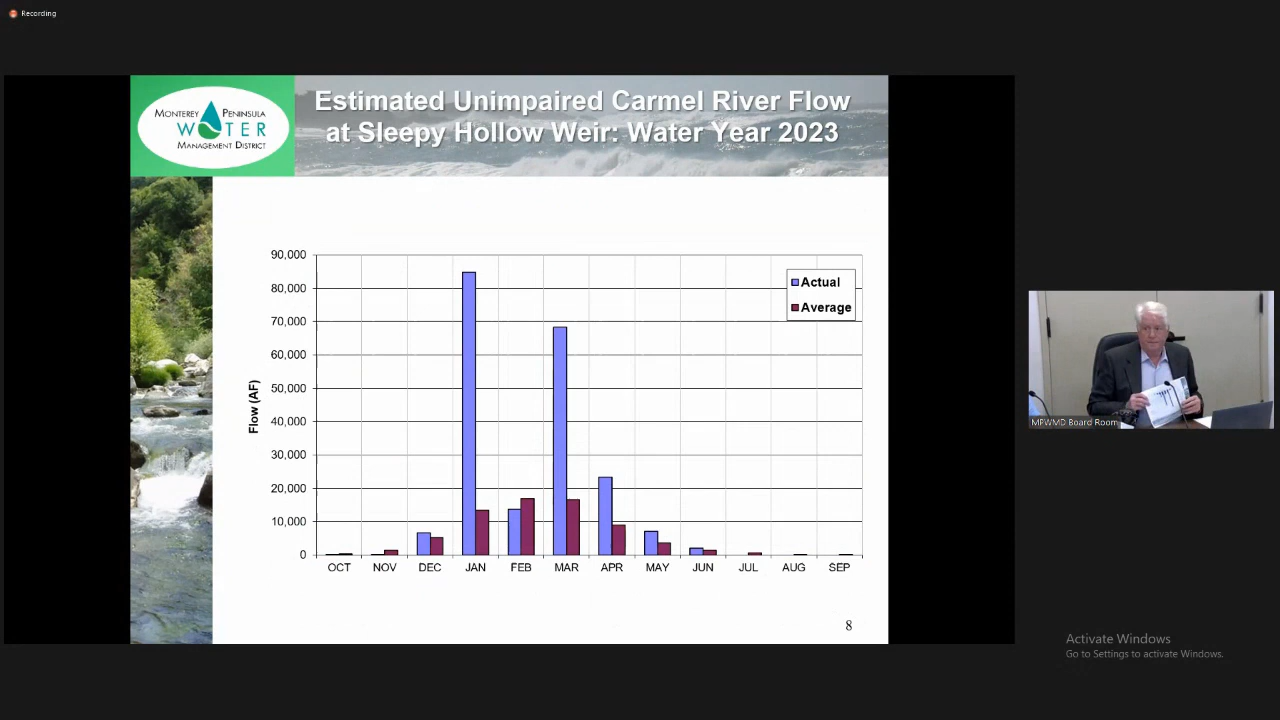 Recording
MONTEREY PENINSULA
WATER
MANAGEMENT DISTRICT
Estimated Unimpaired Carmel River Flow
at Sleepy Hollow Weir: Water Year 2023
90,000
80,000
70,000
60,000
50,000
40,000
30,000
20,000
10,000
0
Flow (AF)
Actual
Average
OCT NOV DEC JAN FEB MAR APR MAY JUN JUL AUG SEP
8
MPWMD Board Room
Activate Windows
Go to Settings to activate Windows.